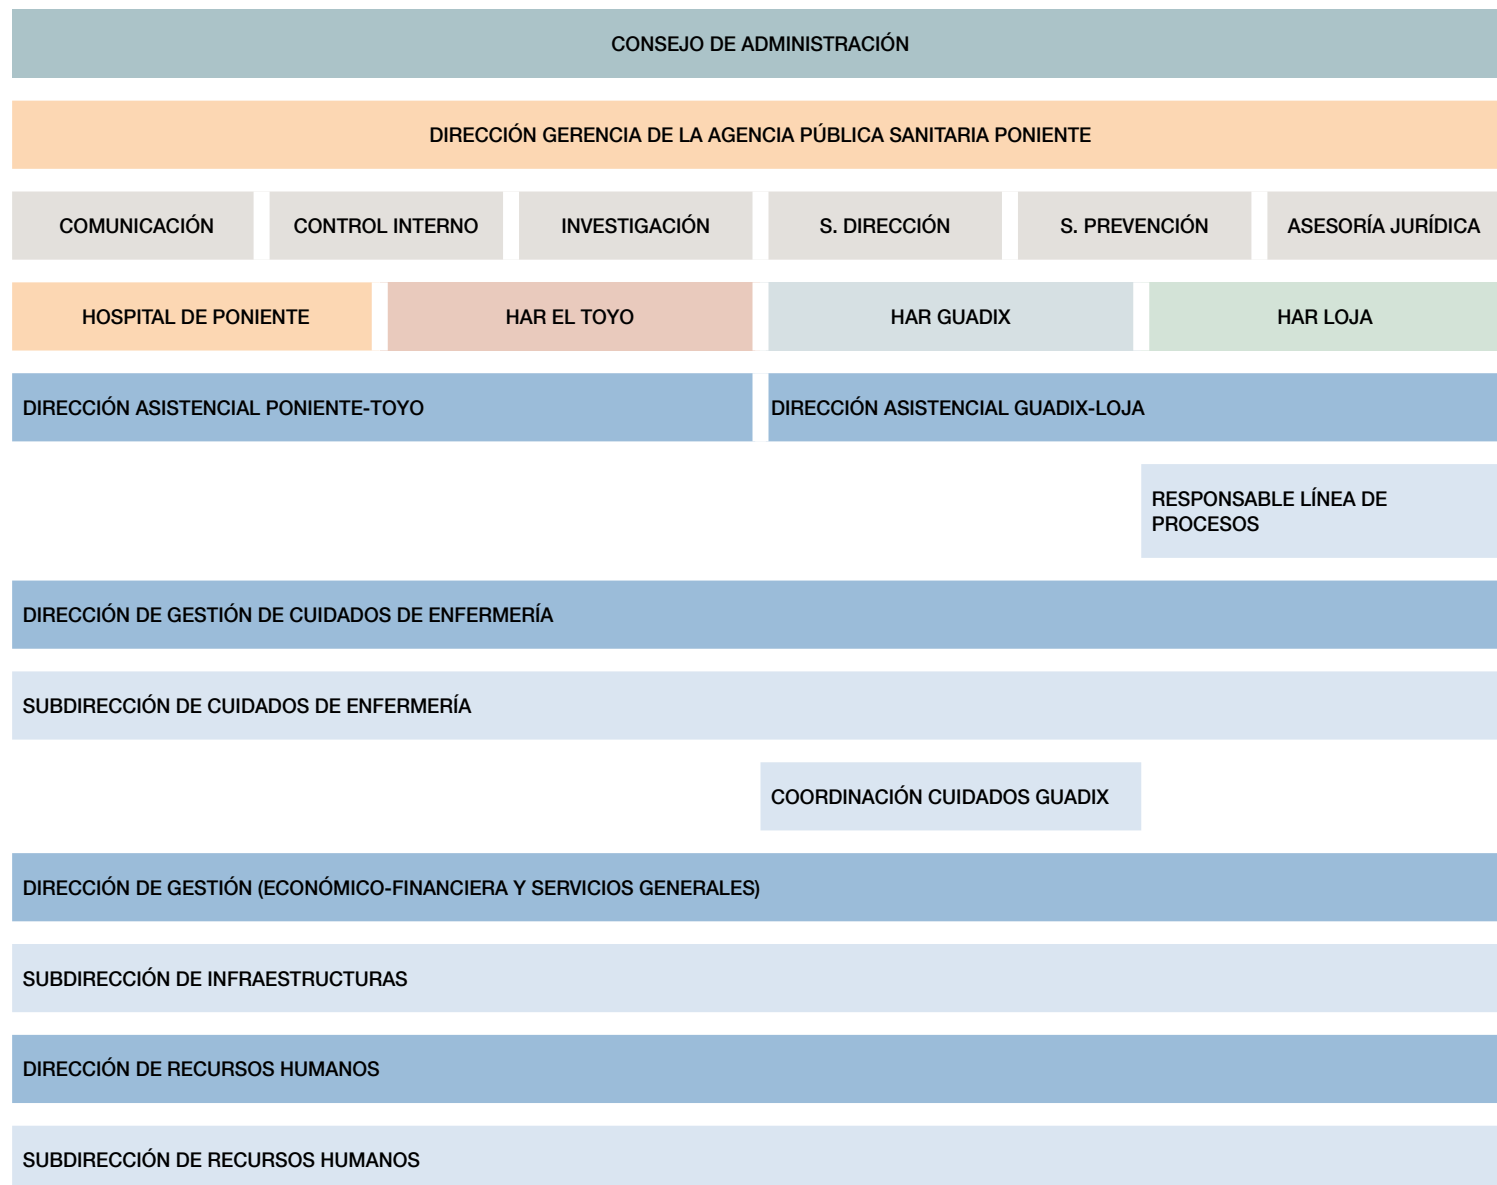 CONSEJO DE ADMINISTRACIÓN
DIRECCIÓN GERENCIA DE LA AGENCIA PÚBLICA SANITARIA PONIENTE
COMUNICACIÓN
CONTROL INTERNO
INVESTIGACIÓN
S. DIRECCIÓN
S. PREVENCIÓN
ASESORÍA JURÍDICA
HOSPITAL DE PONIENTE
HAR EL TOYO
HAR GUADIX
HAR LOJA
DIRECCIÓN ASISTENCIAL PONIENTE-TOYO
DIRECCIÓN ASISTENCIAL GUADIX-LOJA
RESPONSABLE LÍNEA DE
PROCESOS
DIRECCIÓN DE GESTIÓN DE CUIDADOS DE ENFERMERÍA
SUBDIRECCIÓN DE CUIDADOS DE ENFERMERÍA
COORDINACIÓN CUIDADOS GUADIX
DIRECCIÓN DE GESTIÓN (ECONÓMICO-FINANCIERA Y SERVICIOS GENERALES)
SUBDIRECCIÓN DE INFRAESTRUCTURAS
DIRECCIÓN DE RECURSOS HUMANOS
SUBDIRECCIÓN DE RECURSOS HUMANOS